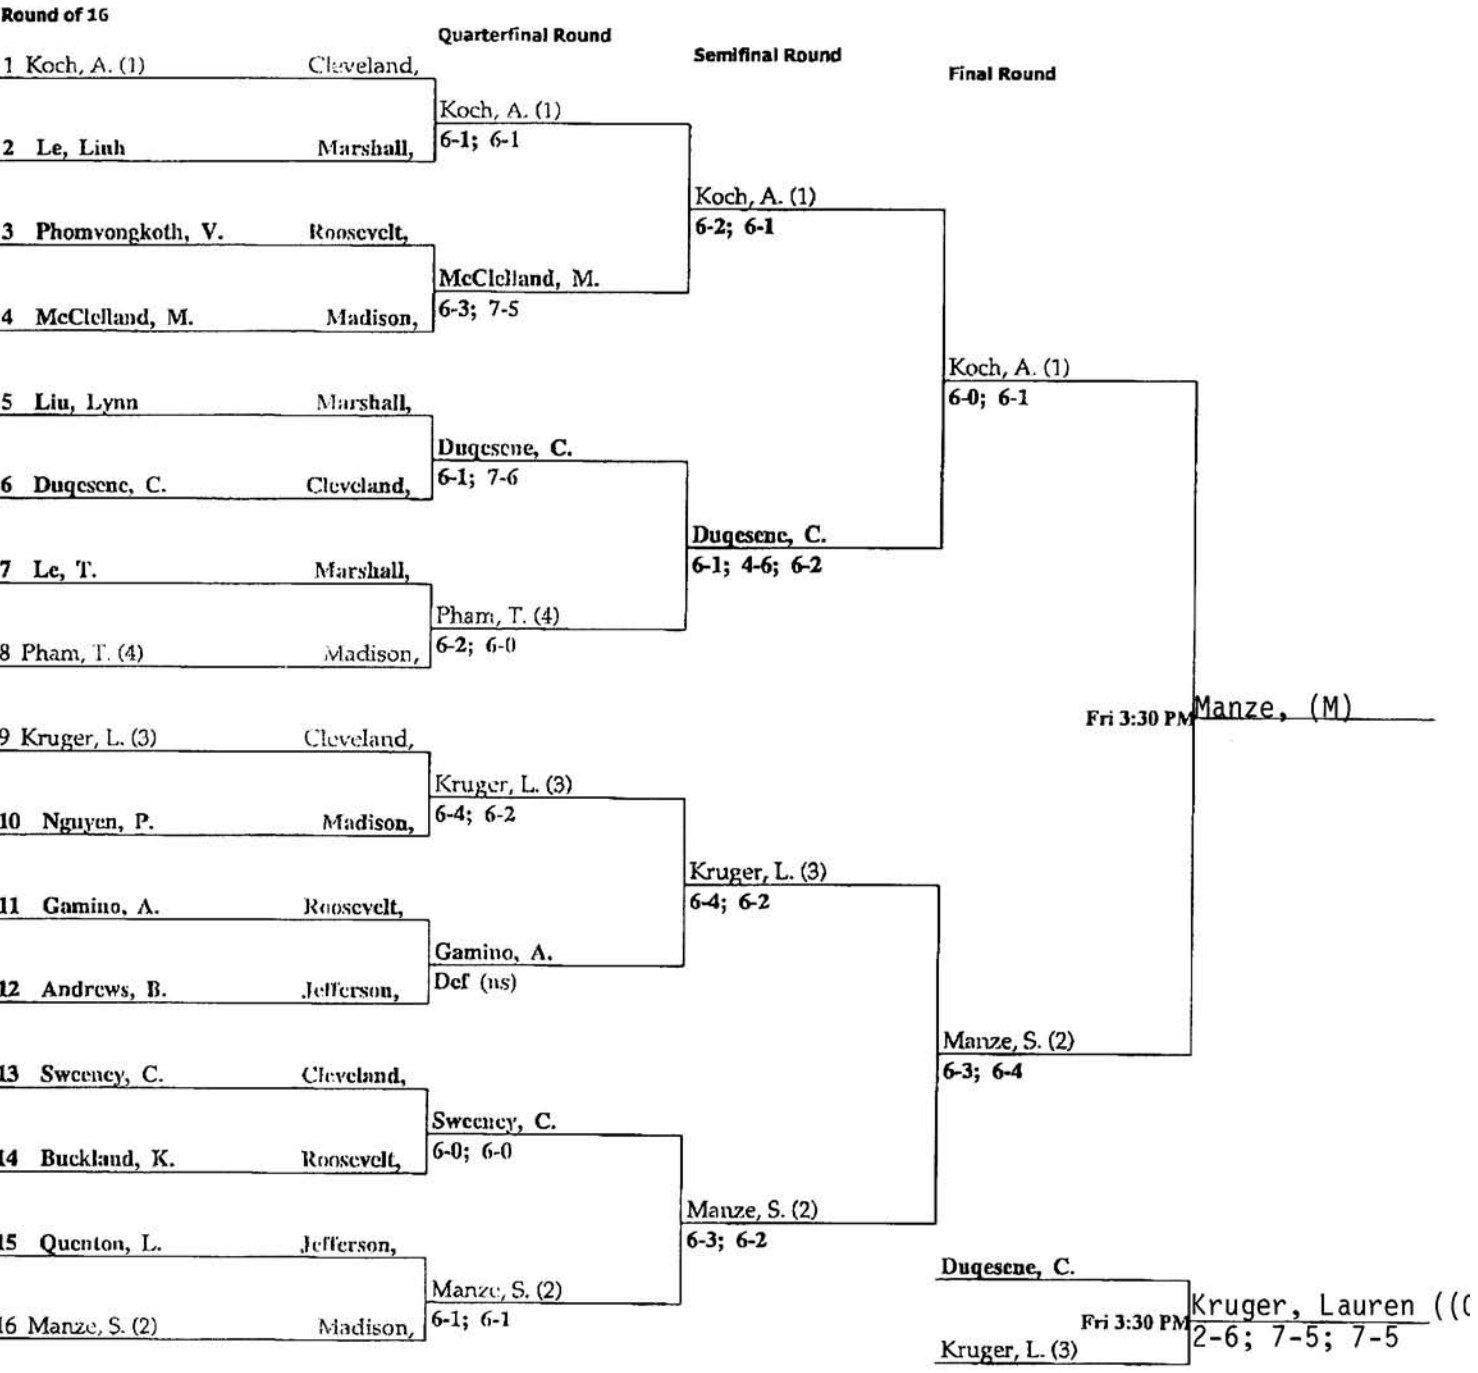 Round of 16
Quarterfinal Round
Semifinal Round
Final Round
1 Koch, A. (1) Cleveland,
Koch, A. (1)
6-1; 6-1
2 Le, Linh Marshall,
Koch, A. (1)
6-2; 6-1
3 Phomvongkoth, V. Roosevelt,
McClelland, M.
6-3; 7-5
4 McClelland, M. Madison,
Koch, A. (1)
6-0; 6-1
5 Liu, Lynn Marshall,
Duqesene, C.
6-1; 7-6
6 Duqesene, C. Cleveland,
Duqesene, C.
6-1; 4-6; 6-2
7 Le, T. Marshall,
Pham, T. (4)
6-2; 6-0
8 Pham, T. (4) Madison,
Fri 3:30 PM Manze, (M)
9 Kruger, L. (3) Cleveland,
Kruger, L. (3)
6-4; 6-2
10 Nguyen, P. Madison,
Kruger, L. (3)
6-4; 6-2
11 Gamino, A. Roosevelt,
Gamino, A.
Def (ns)
12 Andrews, B. Jefferson,
Manze, S. (2)
6-3; 6-4
13 Sweeney, C. Cleveland,
Sweeney, C.
6-0; 6-0
14 Buckland, K. Roosevelt,
Manze, S. (2)
6-3; 6-2
15 Quenton, L. Jefferson,
Manze, S. (2)
6-1; 6-1
16 Manze, S. (2) Madison,
Duqesene, C.
Fri 3:30 PM Kruger, Lauren ((
2-6; 7-5; 7-5
Kruger, L. (3)